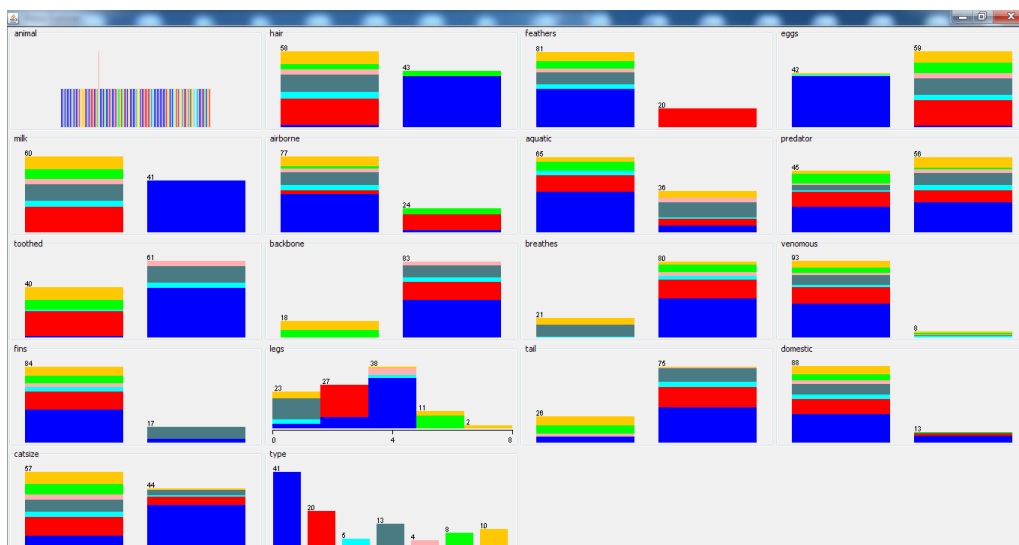 animal
hair
58
43
feathers
81
20
eggs
42
59
milk
60
41
airborne
77
24
aquatic
65
36
predator
45
56
toothed
40
61
backbone
18
83
breathes
21
80
venomous
93
8
fins
84
17
legs
23
27
38
11
2
0
4
8
tail
26
75
domestic
88
13
catsize
57
44
type
41
20
5
13
4
8
10